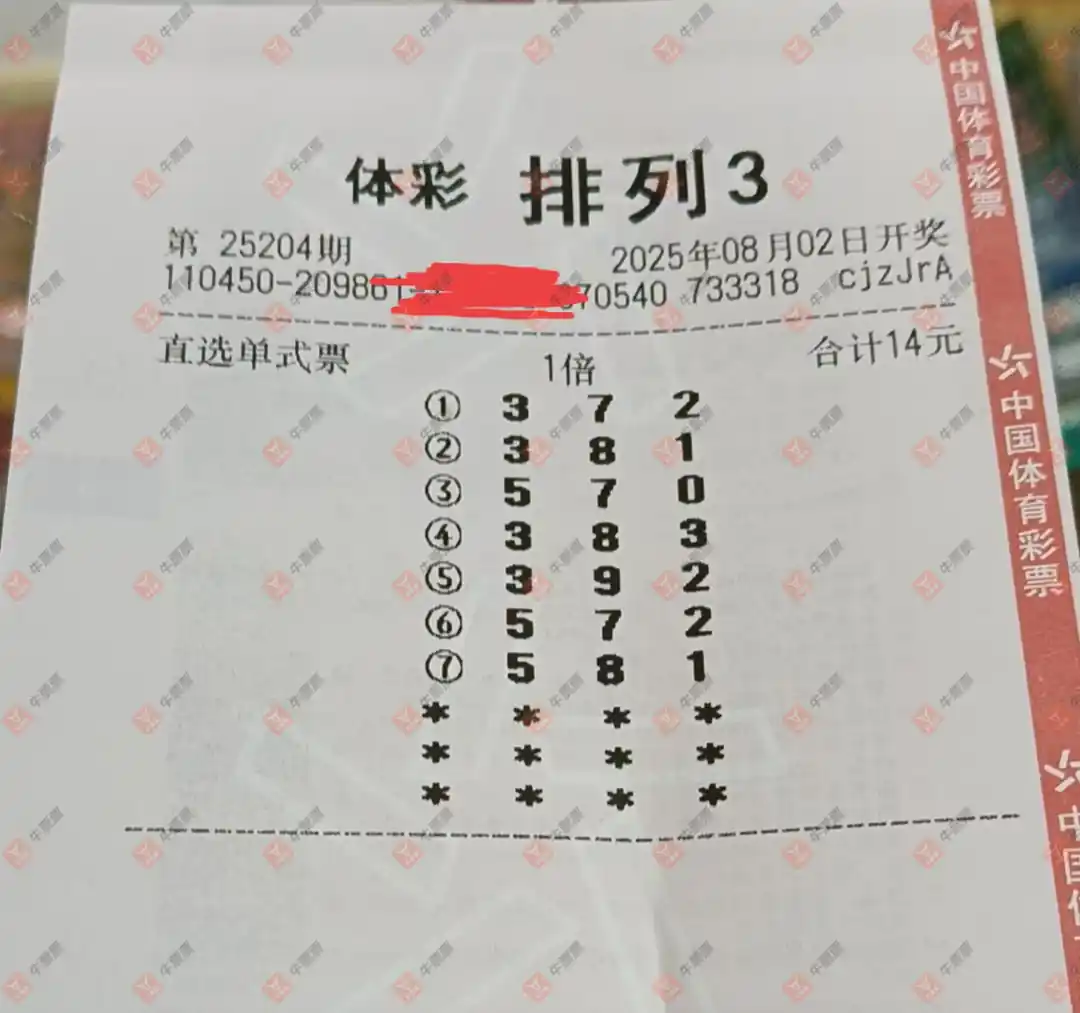 体彩 排列3
第 25204期 2025年08月02日开奖
110450-20986 70540 733318 cjzJrA
直选单式票 1倍 合计14元
① 3 7 2
② 3 8 1
③ 5 7 0
④ 3 8 3
⑤ 3 9 2
⑥ 5 7 2
⑦ 5 8 1
* * * *
* * * *
* * * *
中国体育彩票
中国体育彩票